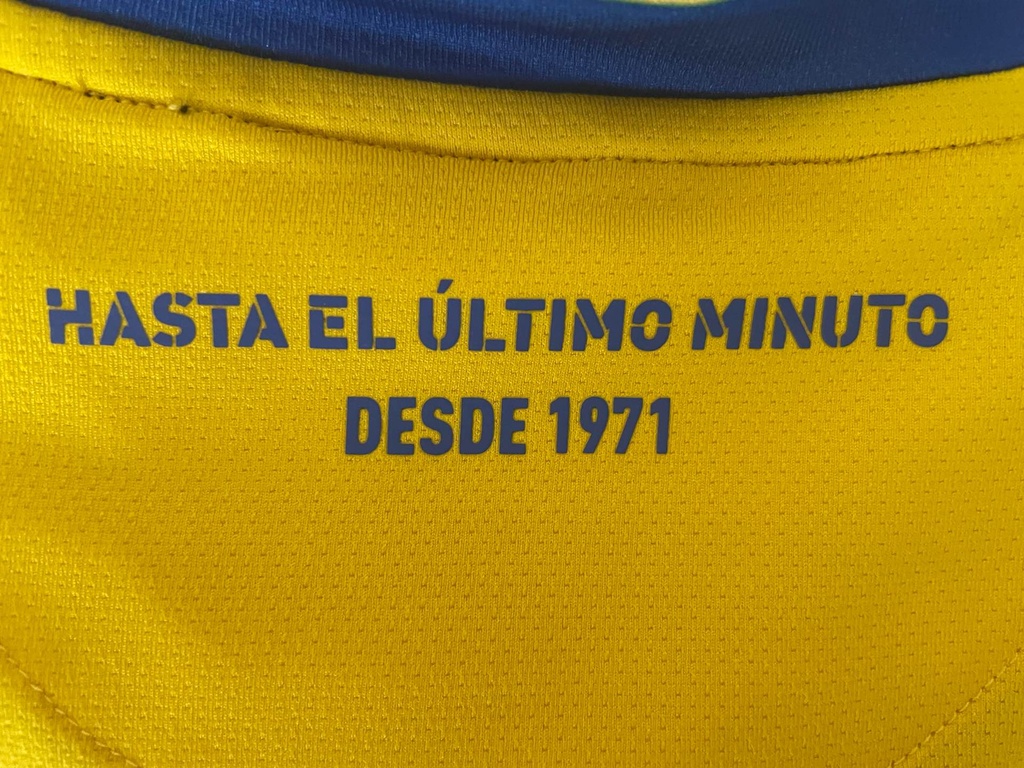 HASTA EL ÚLTIMO MINUTO
DESDE 1971